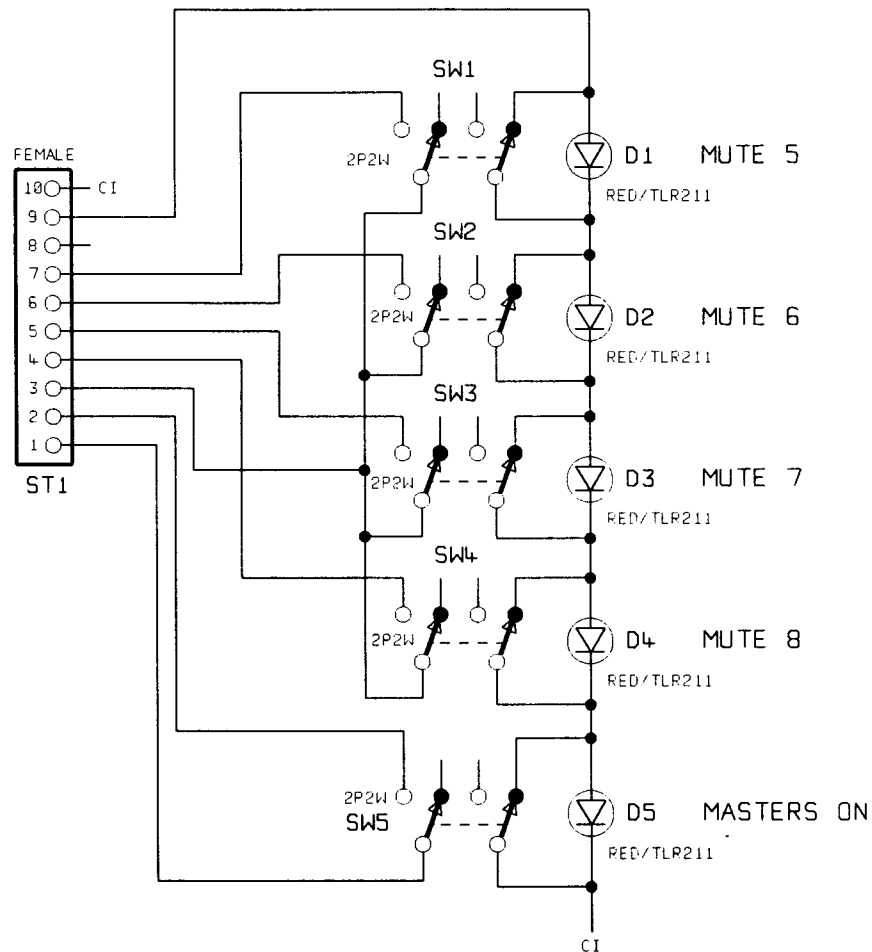 FEMALE
10 CI
9
8
7
6
5
4
3
2
1
ST1
SW1
2P2W
D1 MUTE 5
RED/TLR211
SW2
2P2W
D2 MUTE 6
RED/TLR211
SW3
2P2W
D3 MUTE 7
RED/TLR211
SW4
2P2W
D4 MUTE 8
RED/TLR211
2P2W
SW5
D5 MASTERS ON
RED/TLR211
CI